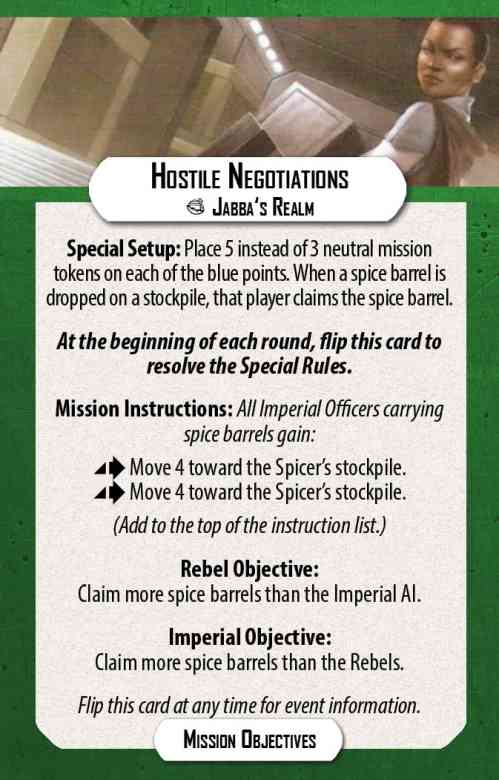 Hostile Negotiations
Jabba's Realm
Special Setup: Place 5 instead of 3 neutral mission
tokens on each of the blue points. When a spice barrel is
dropped on a stockpile, that player claims the spice barrel.
At the beginning of each round, flip this card to
resolve the Special Rules.
Mission Instructions: All Imperial Officers carrying
spice barrels gain:
Move 4 toward the Spicer's stockpile.
Move 4 toward the Spicer's stockpile.
(Add to the top of the instruction list.)
Rebel Objective:
Claim more spice barrels than the Imperial AI.
Imperial Objective:
Claim more spice barrels than the Rebels.
Flip this card at any time for event information.
Mission Objectives